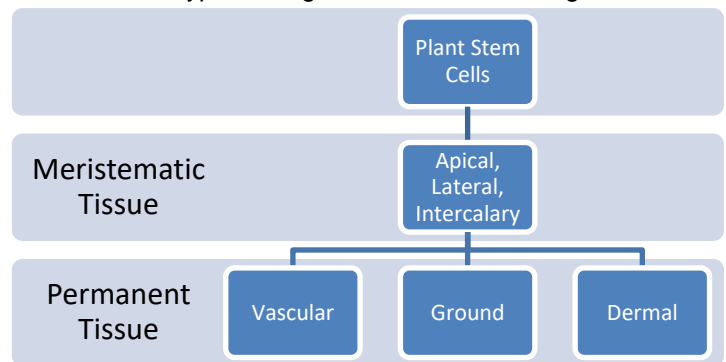 Plant Stem
Cells
Meristematic
Tissue
Apical,
Lateral,
Intercalary
Permanent
Tissue
Vascular
Ground
Dermal